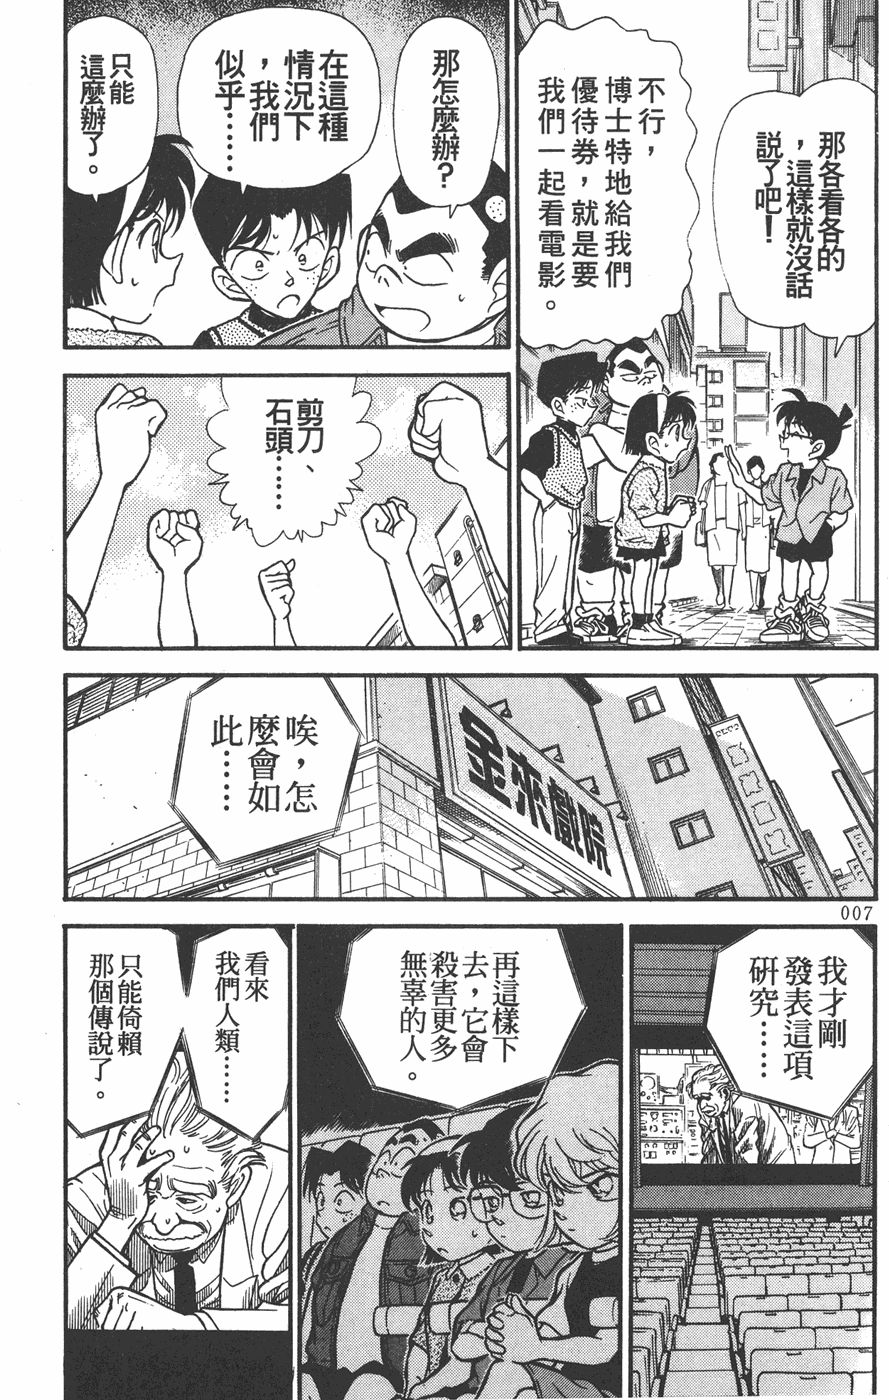 那各看各的
，這樣就沒話
說了吧！
不行，
博士特地給我們
優待券，就是要
我們一起看電影。
那怎麼辦？
在這種
情況下
，我們
似乎……
只能
這麼辦了。
剪刀、
石頭……
金來戲院
唉，怎
麼會如
此……
007
我才剛
發表這項
研究……
再這樣下
去，它會
殺害更多
無辜的人。
看來
我們人類……
只能倚賴
那個傳說了。